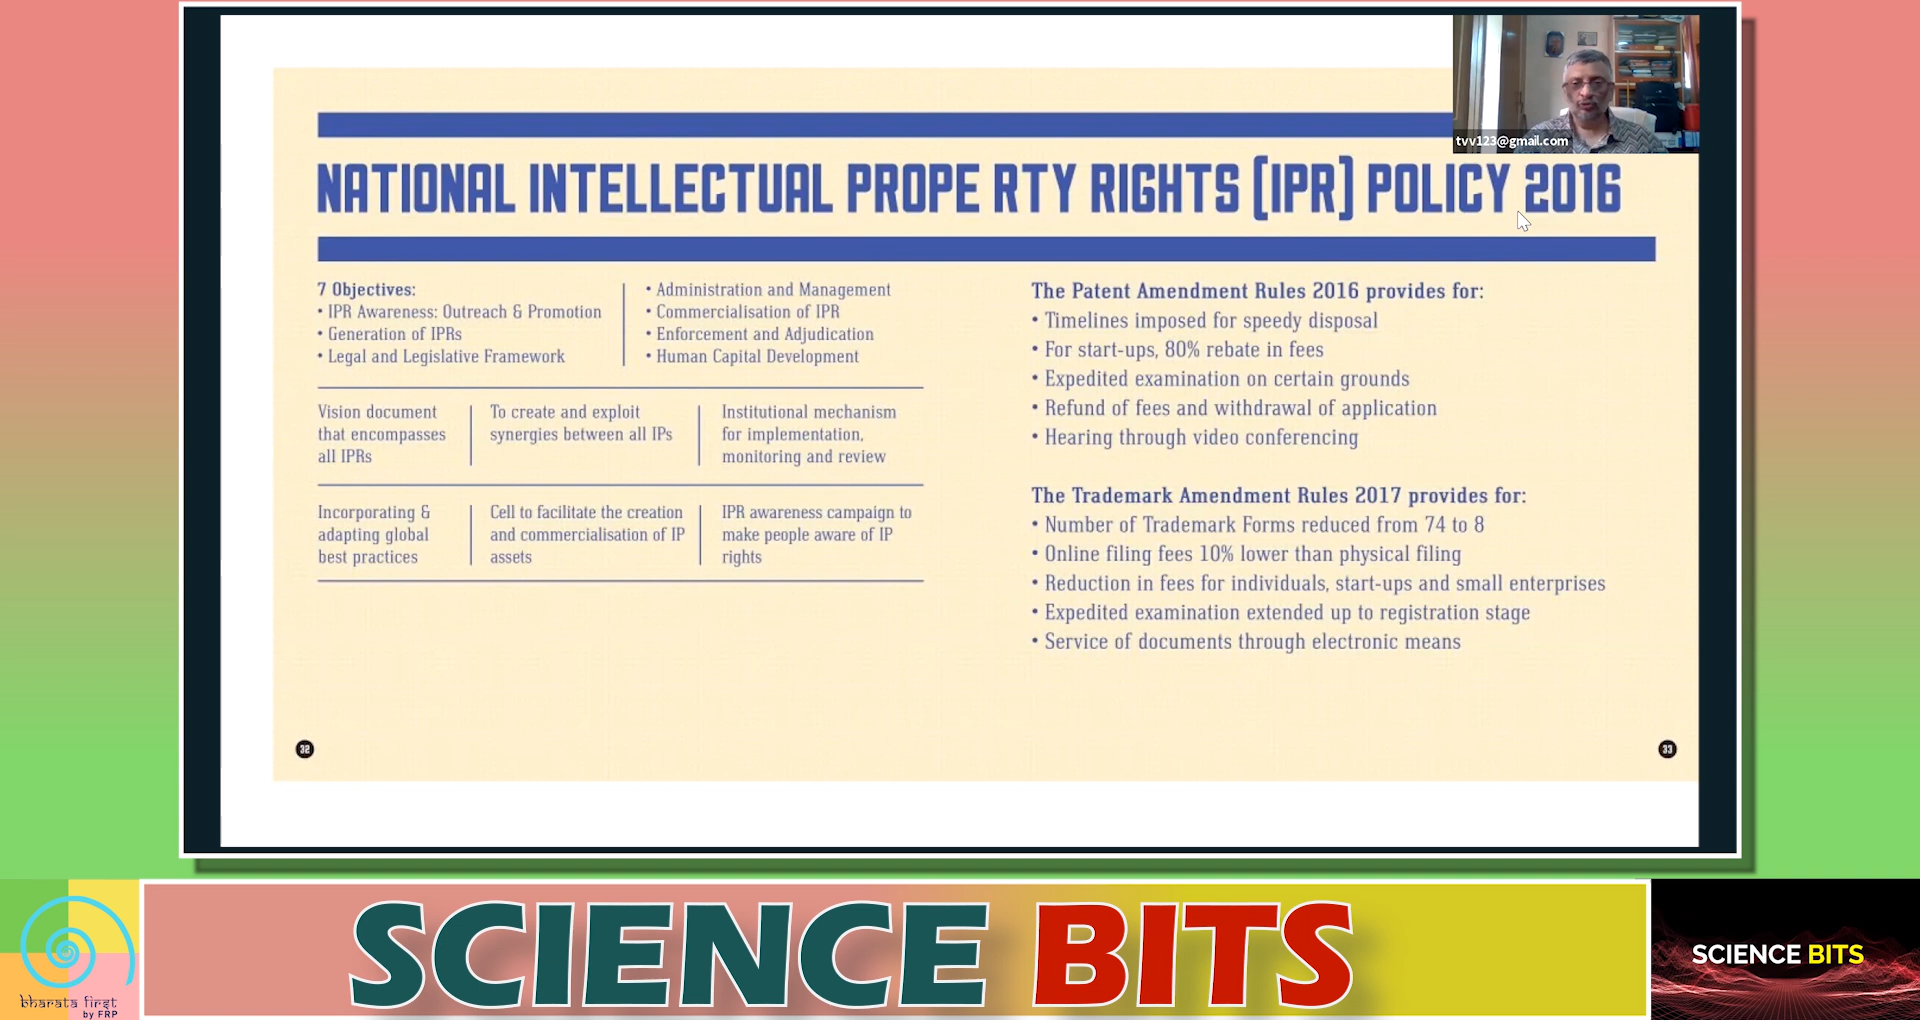 tvv123@gmail.com
NATIONAL INTELLECTUAL PROPE RTY RIGHTS (IPR) POLICY 2016
7 Objectives:
• IPR Awareness: Outreach & Promotion
• Generation of IPRs
• Legal and Legislative Framework
• Administration and Management
• Commercialisation of IPR
• Enforcement and Adjudication
• Human Capital Development
Vision document
that encompasses
all IPRs
To create and exploit
synergies between all IPs
Institutional mechanism
for implementation,
monitoring and review
Incorporating &
adapting global
best practices
Cell to facilitate the creation
and commercialisation of IP
assets
IPR awareness campaign to
make people aware of IP
rights
The Patent Amendment Rules 2016 provides for:
• Timelines imposed for speedy disposal
• For start-ups, 80% rebate in fees
• Expedited examination on certain grounds
• Refund of fees and withdrawal of application
• Hearing through video conferencing
The Trademark Amendment Rules 2017 provides for:
• Number of Trademark Forms reduced from 74 to 8
• Online filing fees 10% lower than physical filing
• Reduction in fees for individuals, start-ups and small enterprises
• Expedited examination extended up to registration stage
• Service of documents through electronic means
32
33
SCIENCE BITS
bharata first
by FRP
SCIENCE BITS